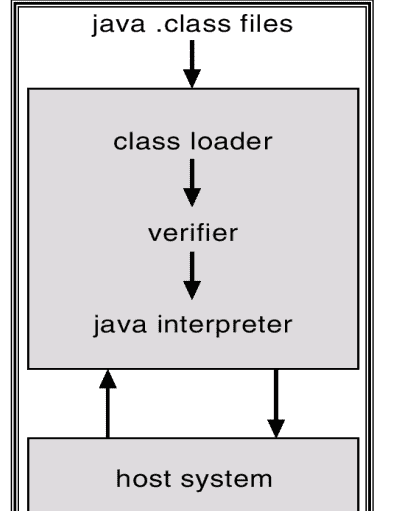 java .class files
class loader
verifier
java interpreter
host system